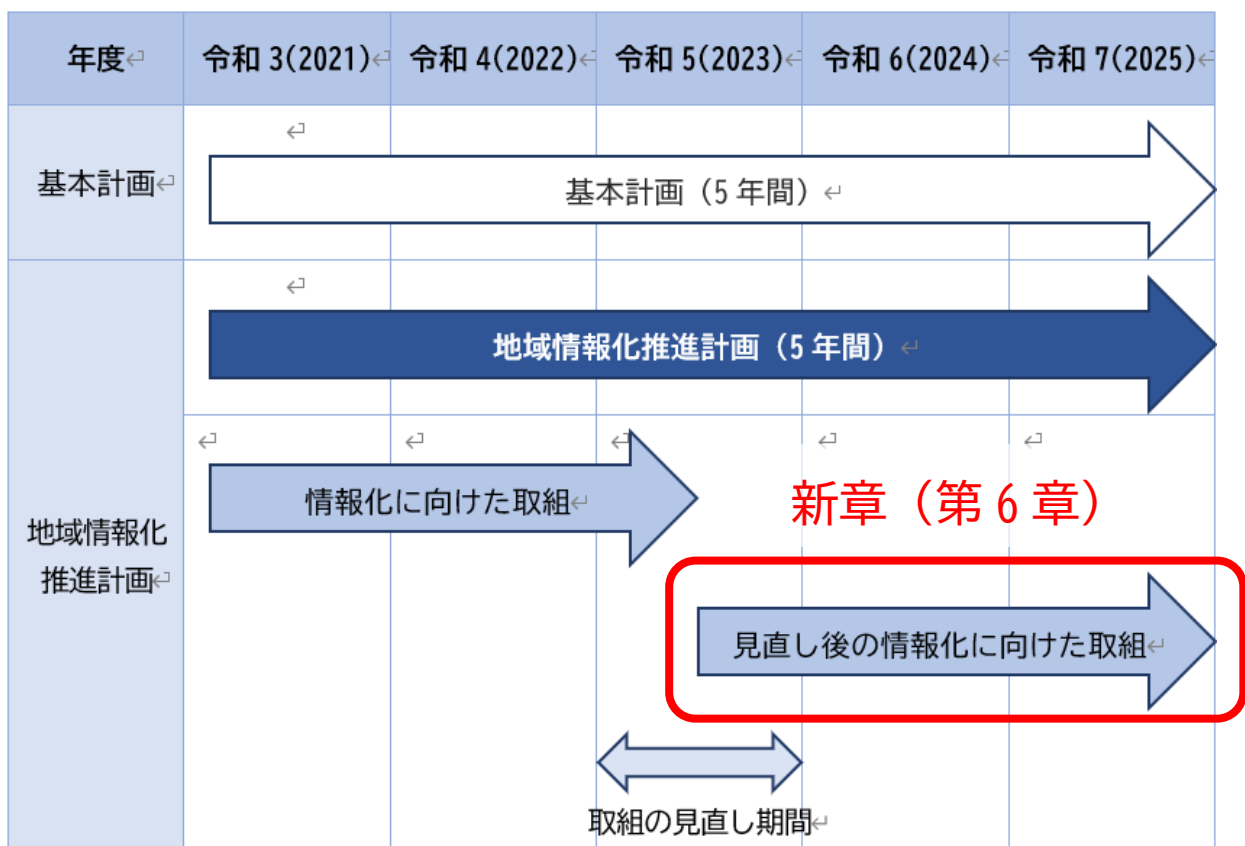 年度 令和 3(2021) 令和 4(2022) 令和 5(2023) 令和 6(2024) 令和 7(2025)
基本計画
基本計画（5 年間）
地域情報化推進計画（5 年間）
地域情報化
推進計画
情報化に向けた取組
新章（第 6 章）
見直し後の情報化に向けた取組
取組の見直し期間